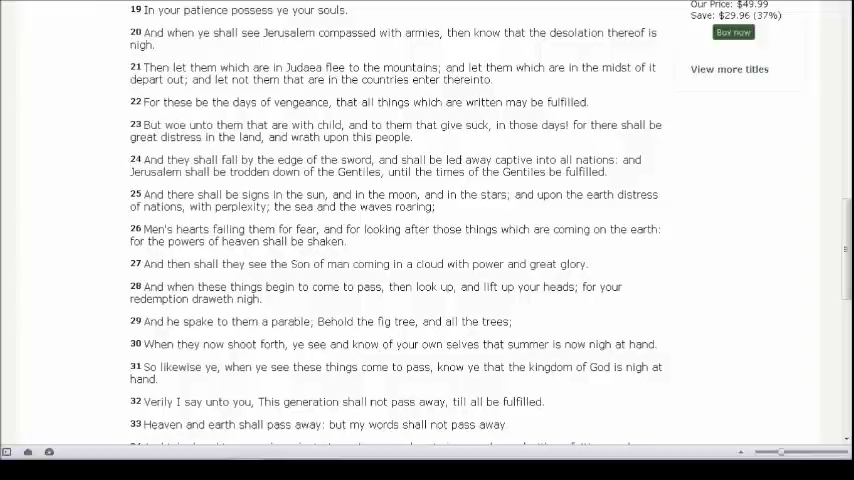 19 In your patience possess ye your souls.
20 And when ye shall see Jerusalem compassed with armies, then know that the desolation thereof is
nigh.
21 Then let them which are in Judaea flee to the mountains; and let them which are in the midst of it
depart out; and let not them that are in the countries enter thereinto.
22 For these be the days of vengeance, that all things which are written may be fulfilled.
23 But woe unto them that are with child, and to them that give suck, in those days! for there shall be
great distress in the land, and wrath upon this people.
24 And they shall fall by the edge of the sword, and shall be led away captive into all nations: and
Jerusalem shall be trodden down of the Gentiles, until the times of the Gentiles be fulfilled.
25 And there shall be signs in the sun, and in the moon, and in the stars; and upon the earth distress
of nations, with perplexity; the sea and the waves roaring;
26 Men's hearts failing them for fear, and for looking after those things which are coming on the earth:
for the powers of heaven shall be shaken.
27 And then shall they see the Son of man coming in a cloud with power and great glory.
28 And when these things begin to come to pass, then look up, and lift up your heads; for your
redemption draweth nigh.
29 And he spake to them a parable; Behold the fig tree, and all the trees;
30 When they now shoot forth, ye see and know of your own selves that summer is now nigh at hand.
31 So likewise ye, when ye see these things come to pass, know ye that the kingdom of God is nigh at
hand.
32 Verily I say unto you, This generation shall not pass away, till all be fulfilled.
33 Heaven and earth shall pass away: but my words shall not pass away
Our Price: $49.99
Save: $29.96 (37%)
Buy now
View more titles